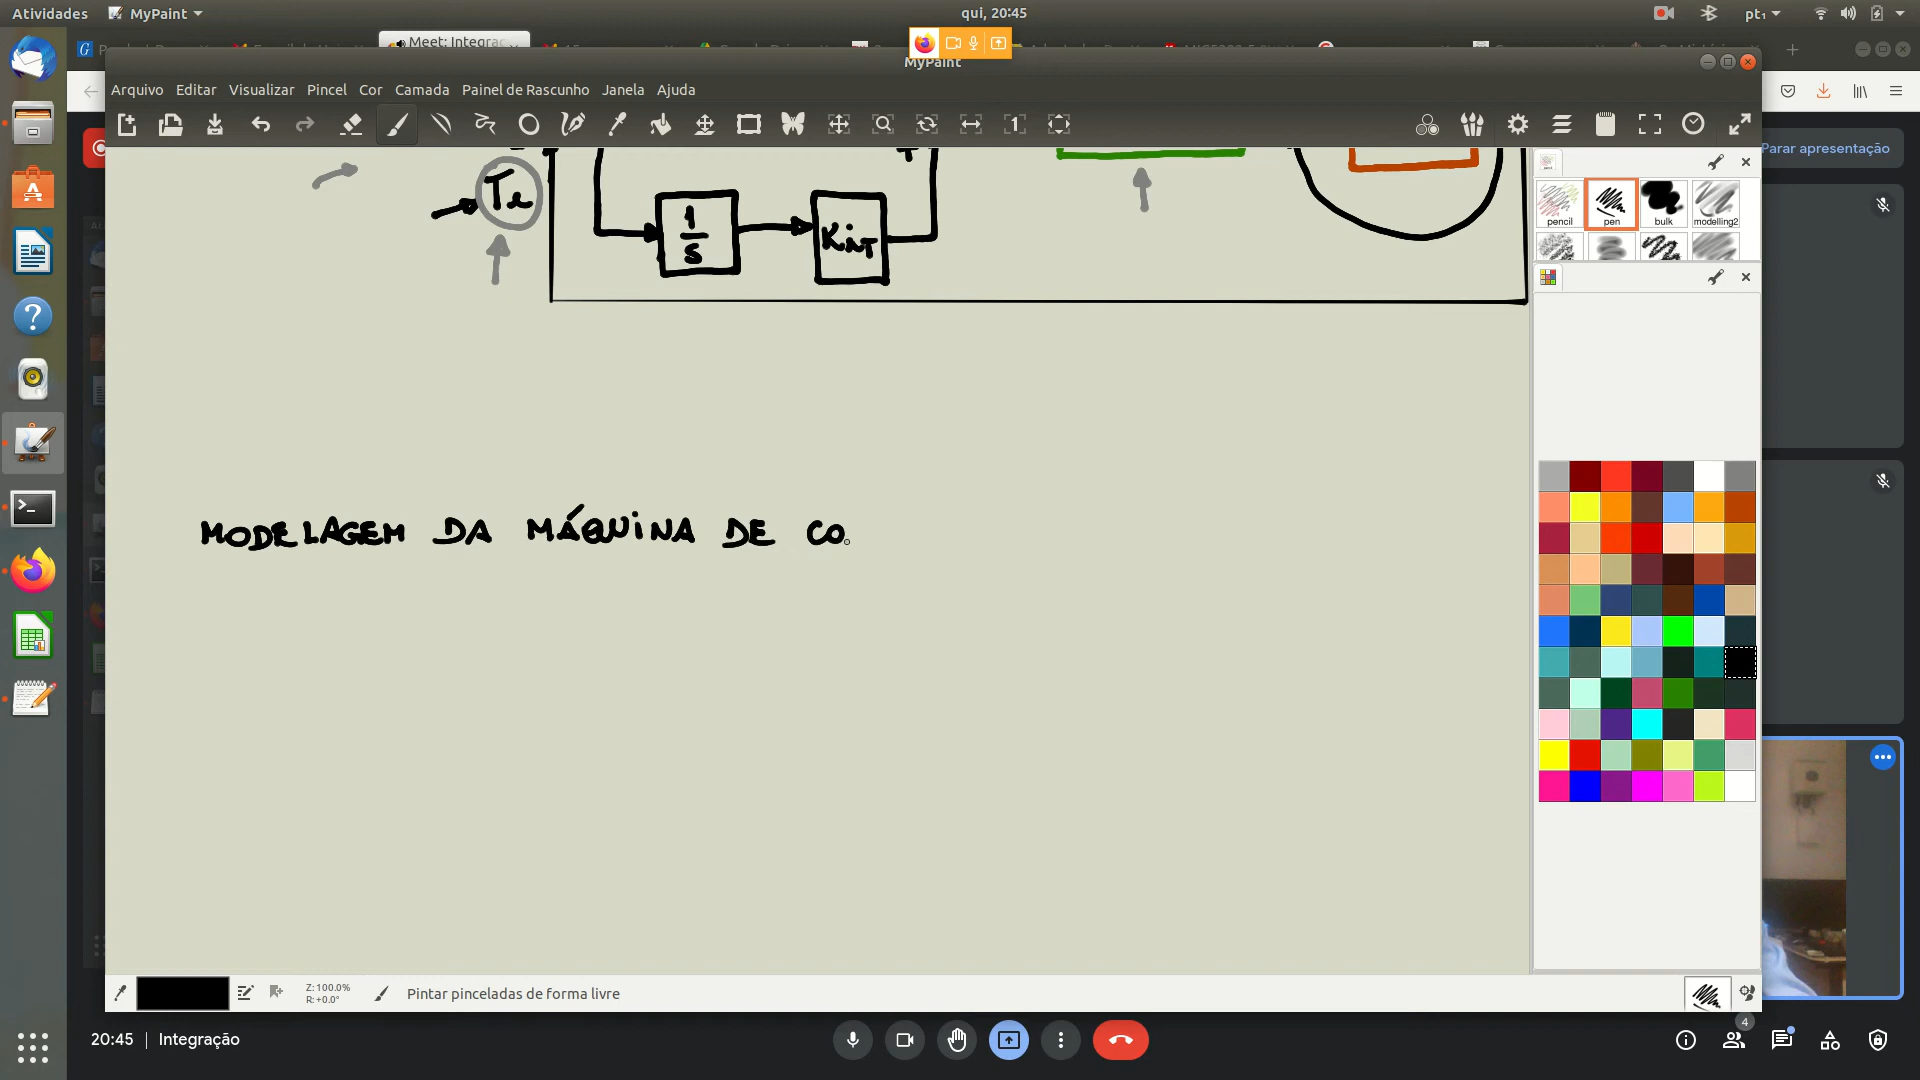 Atividades MyPaint qui, 20:45 pt₁
Meet: Integraç
MyPaint
Arquivo Editar Visualizar Pincel Cor Camada Painel de Rascunho Janela Ajuda
Parar apresentação
pencil pen bulk modelling2
1
S
Kint
MODELAGEM DA MÁQUINA DE CO
Z: 100.0%
R: +0.0°
Pintar pinceladas de forma livre
20:45 Integração
4